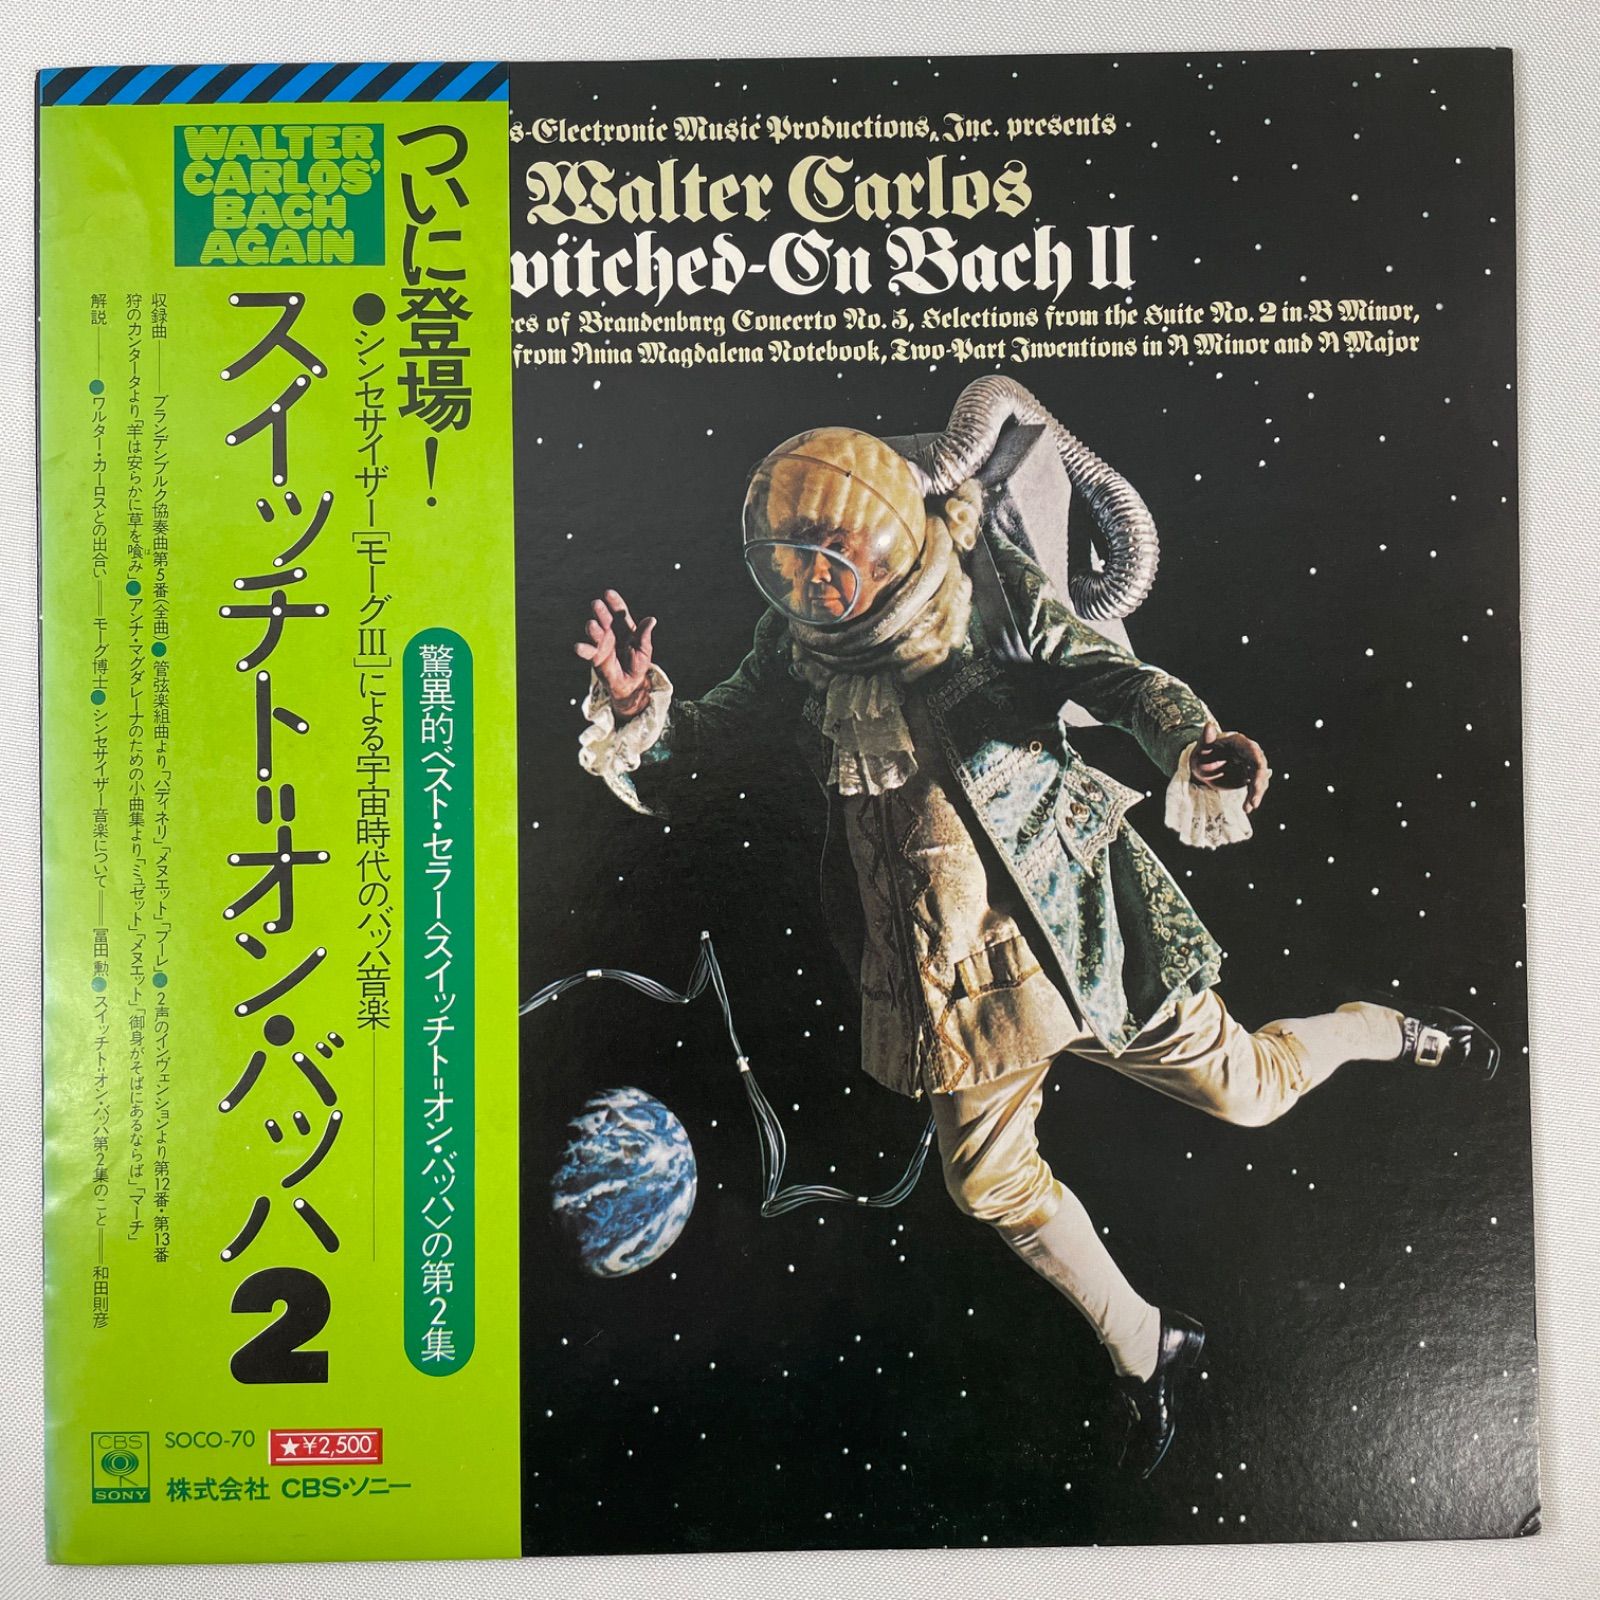 WALTER
CARLOS'
BACH
AGAIN
ついに登場!
●シンセサイザー[モーグIII]による宇宙時代のバッハ音楽
驚異的ベスト・セラー〈スイッチト=オン・バッハ〉の第2集
スイッチト=オン・バッハ2
収録曲——ブランデンブルク協奏曲第5番(全曲)●管弦楽組曲より「バディネリ」「メヌエット」「ブーレ」●2声のインヴェンションより第12番・第13番
狩のカンタータより「羊は安らかに草を喰み」●アンナ・マグダレーナのための小曲集より「ミュゼット」「メヌエット」「御身がそばにあるならば」「マーチ」
は
解説——●ワルター・カーロスとの出合い=モーグ博士●シンセサイザー音楽について=冨田勲●スイッチト=オン・バッハ第2集のこと=和田則彦
CBS
SONY
SOCO-70
★¥2,500
株式会社 CBS・ソニー
s-Electronic Music Productions, Inc. presents
Walter Carlos
witched-On Bach II
res of Brandenburg Concerto No. 5, Selections from the Suite No. 2 in B Minor,
from Anna Magdalena Notebook, Two-Part Inventions in A Minor and A Major